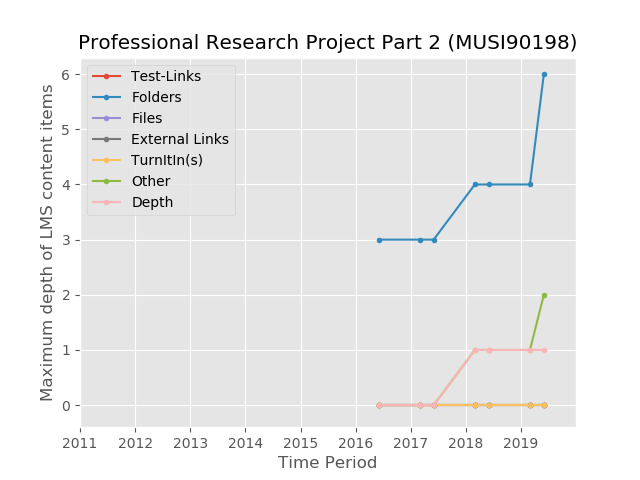 Professional Research Project Part 2 (MUSI90198)
Test-Links
Folders
Files
External Links
TurnItIn(s)
Other
Depth
Maximum depth of LMS content items
6
5
4
3
2
1
0
2011 2012 2013 2014 2015 2016 2017 2018 2019
Time Period